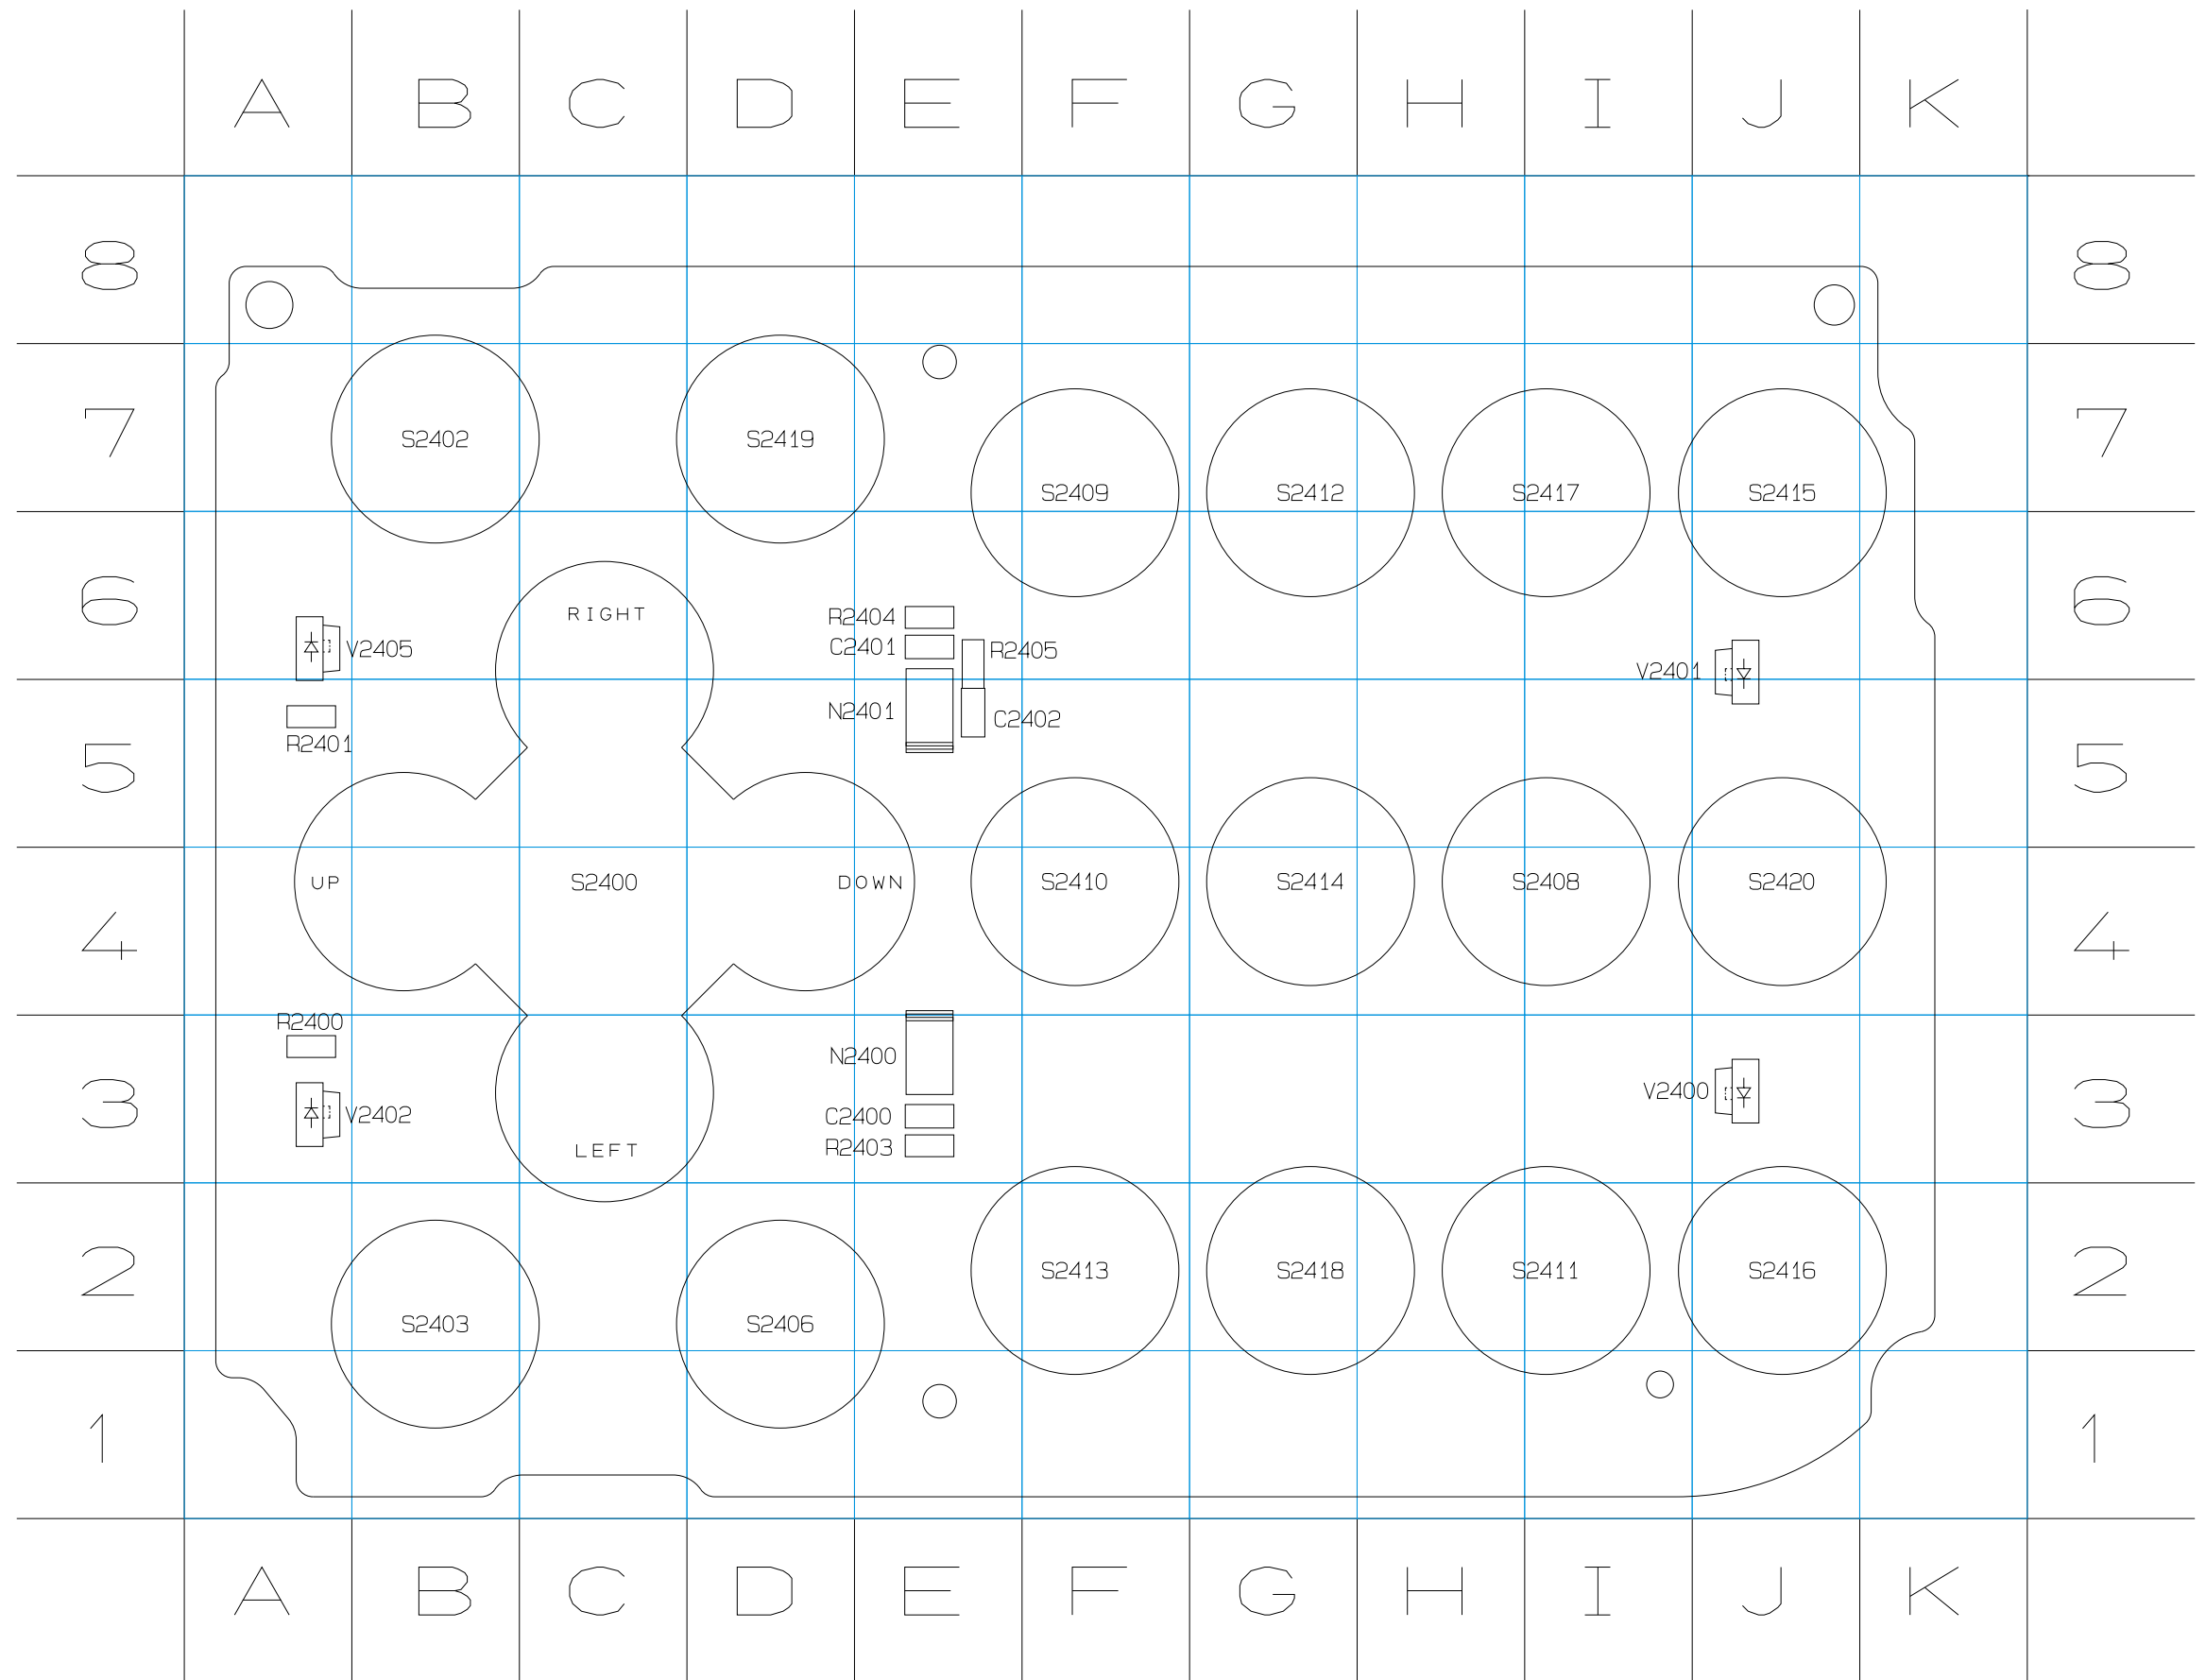 A B C D E F G H I J K
8 8
7 S2402 S2419 7
S2409 S2412 S2417 S2415
6 RIGHT R2404 6
V2405 C2401 R2405
V2401
5 R2401 N2401 C2402 5
UP S2400 DOWN S2410 S2414 S2408 S2420
4 4
R2400
N2400
3 V2402 C2400 V2400 3
LEFT R2403
2 S2413 S2418 S2411 S2416 2
S2403 S2406
1 1
A B C D E F G H I J K